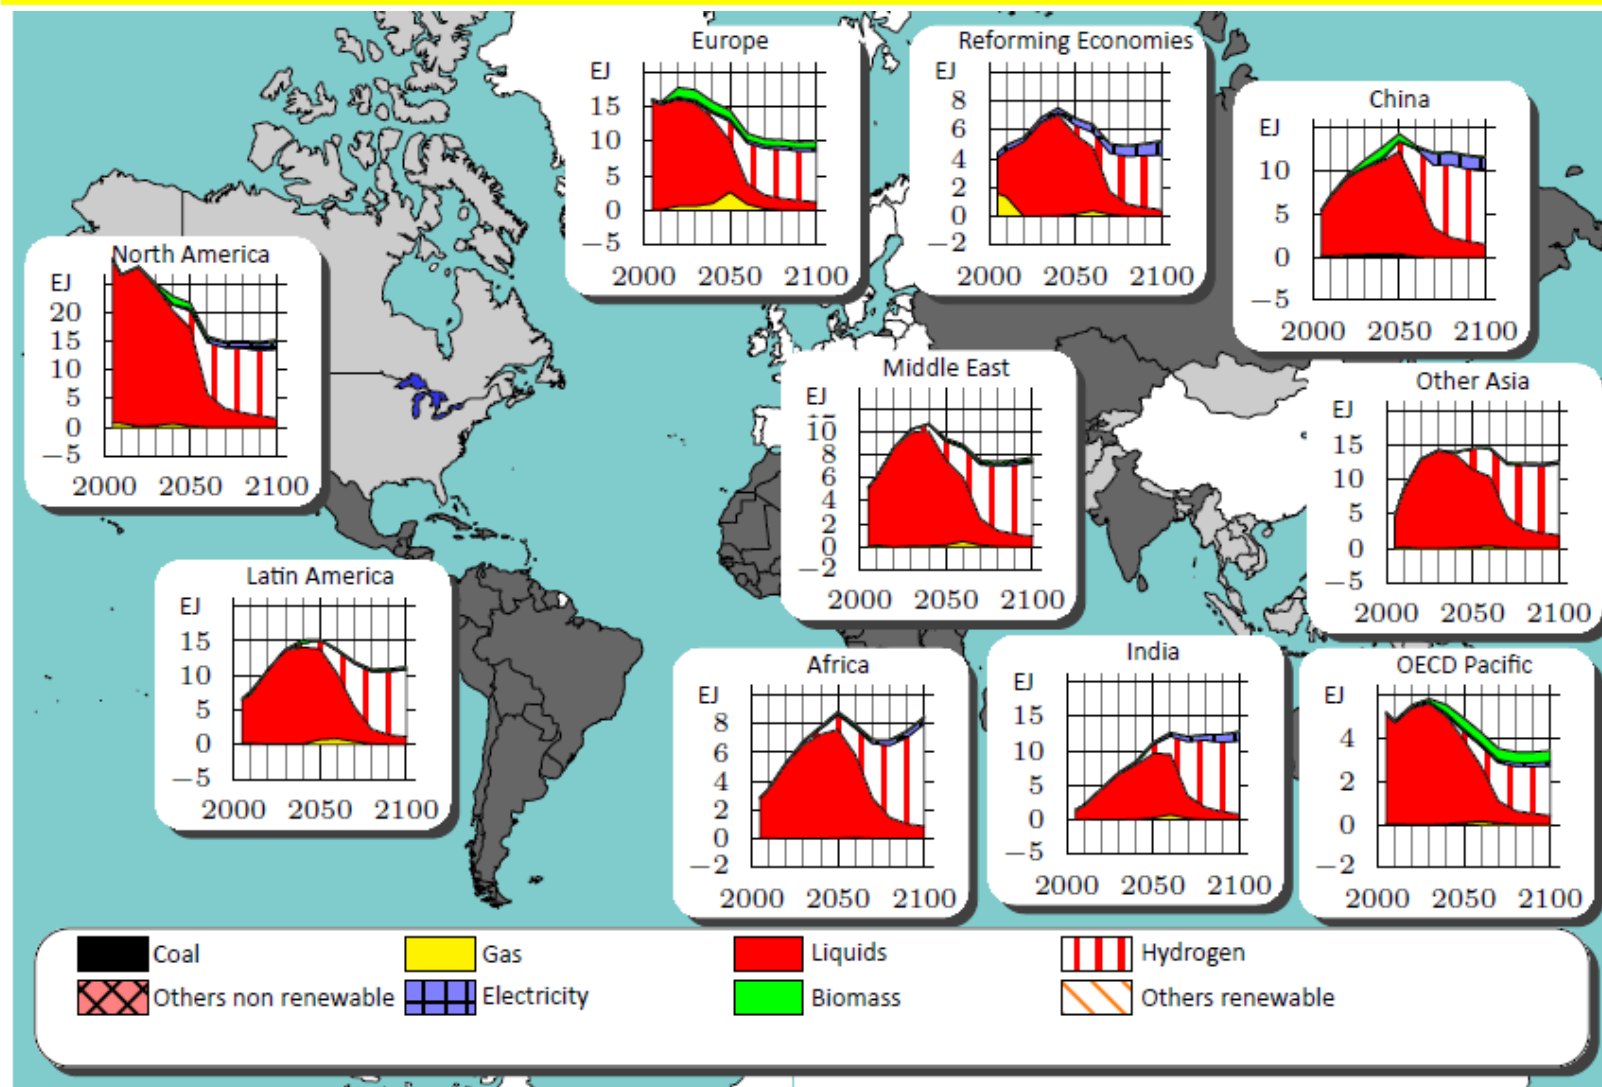 Europe
EJ
15
10
5
0
−5
2000 2050 2100
Reforming Economies
EJ
8
6
4
2
0
−2
2000 2050 2100
China
EJ
10
5
0
−5
2000 2050 2100
North America
EJ
20
15
10
5
0
−5
2000 2050 2100
Middle East
EJ
10
8
6
4
2
0
−2
2000 2050 2100
Other Asia
EJ
15
10
5
0
−5
2000 2050 2100
Latin America
EJ
15
10
5
0
−5
2000 2050 2100
Africa
EJ
8
6
4
2
0
−2
2000 2050 2100
India
EJ
15
10
5
0
−5
2000 2050 2100
OECD Pacific
EJ
4
2
0
−2
2000 2050 2100
Coal Gas Liquids Hydrogen
Others non renewable Electricity Biomass Others renewable